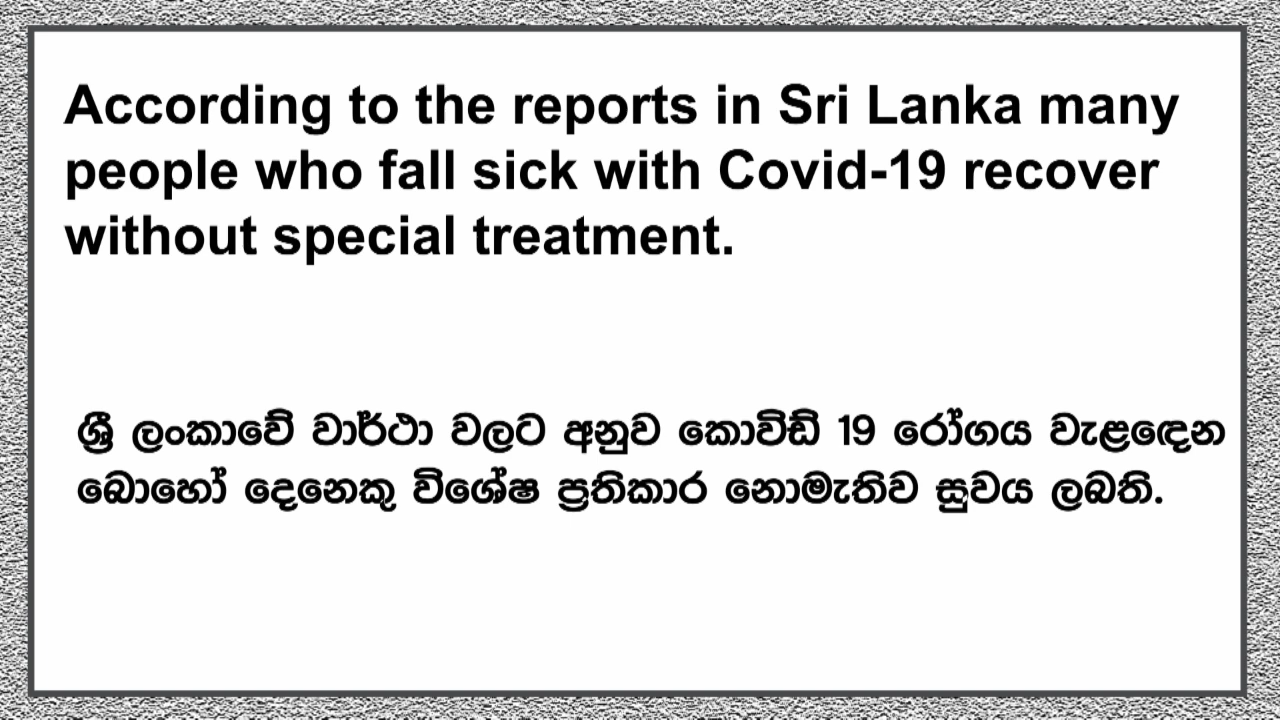 According to the reports in Sri Lanka many
people who fall sick with Covid-19 recover
without special treatment.
ශ්‍රී ලංකාවේ වාර්ථා වලට අනුව කොවිඩ් 19 රෝගය වැළඳෙන
බොහෝ දෙනෙකු විශේෂ ප්‍රතිකාර නොමැතිව සුවය ලබති.